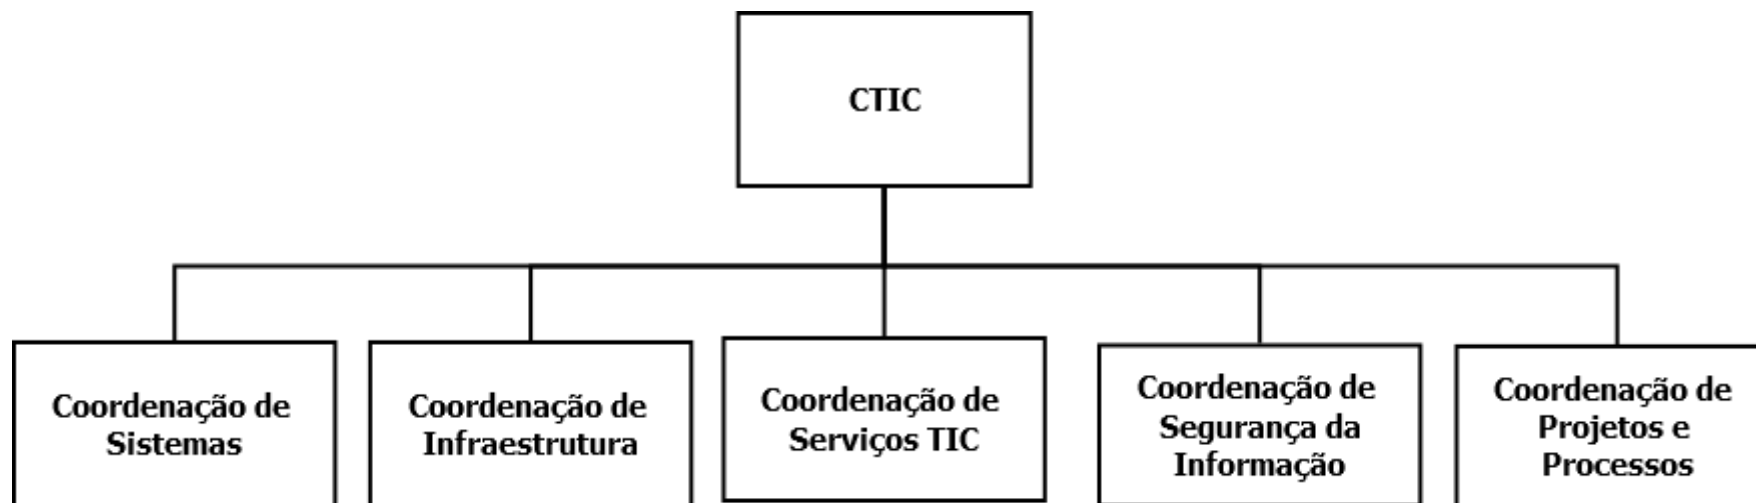 CTIC
Coordenação de
Sistemas
Coordenação de
Infraestrutura
Coordenação de
Serviços TIC
Coordenação de
Segurança da
Informação
Coordenação de
Projetos e
Processos